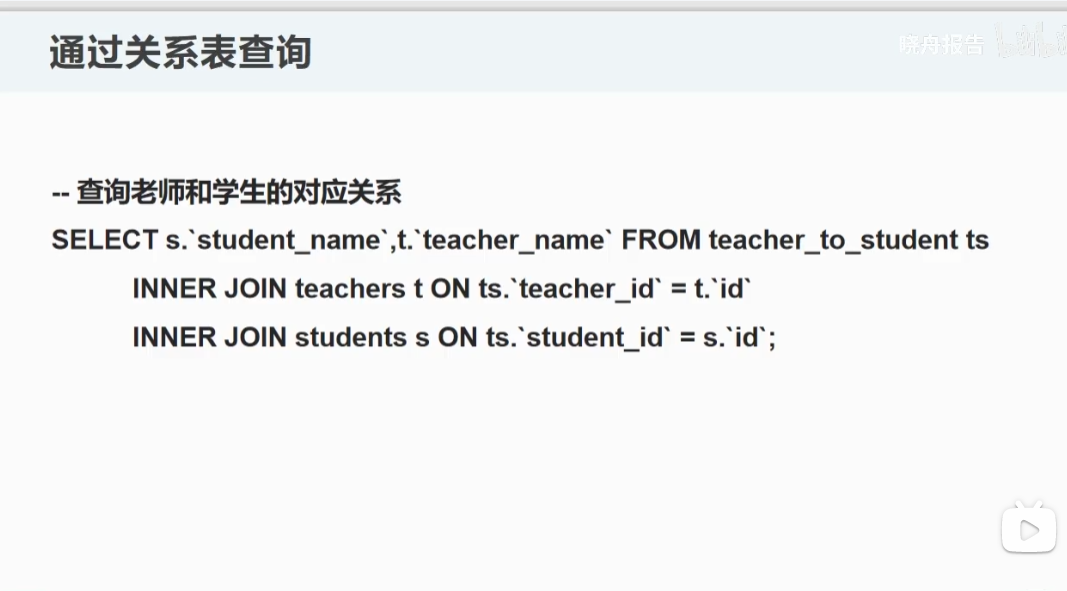 通过关系表查询
晓舟报告
-- 查询老师和学生的对应关系
SELECT s.`student_name`,t.`teacher_name` FROM teacher_to_student ts
INNER JOIN teachers t ON ts.`teacher_id` = t.`id`
INNER JOIN students s ON ts.`student_id` = s.`id`;